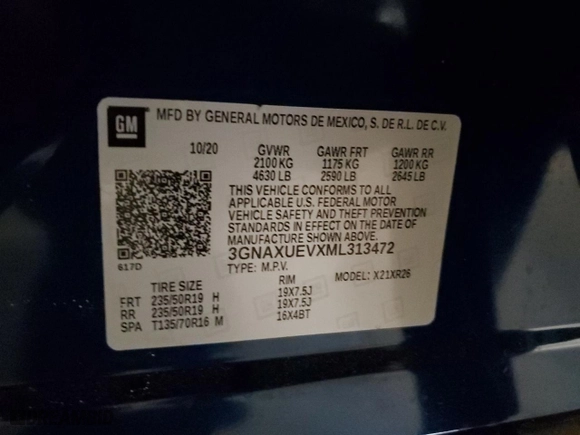 GM
MFD BY GENERAL MOTORS DE MEXICO, S. DE R.L. DE C.V.
10/20 GVWR GAWR FRT GAWR RR
2100 KG 1175 KG 1200 KG
4630 LB 2590 LB 2645 LB
THIS VEHICLE CONFORMS TO ALL
APPLICABLE U.S. FEDERAL MOTOR
VEHICLE SAFETY AND THEFT PREVENTION
STANDARDS IN EFFECT ON THE DATE OF
MANUFACTURE SHOWN ABOVE.
3GNAXUEVXML313472
617D
TYPE: M.P.V. MODEL: X21XR26
TIRE SIZE RIM
FRT 235/50R19 H 19X7.5J
RR 235/50R19 H 19X7.5J
SPA T135/70R16 M 16X4BT